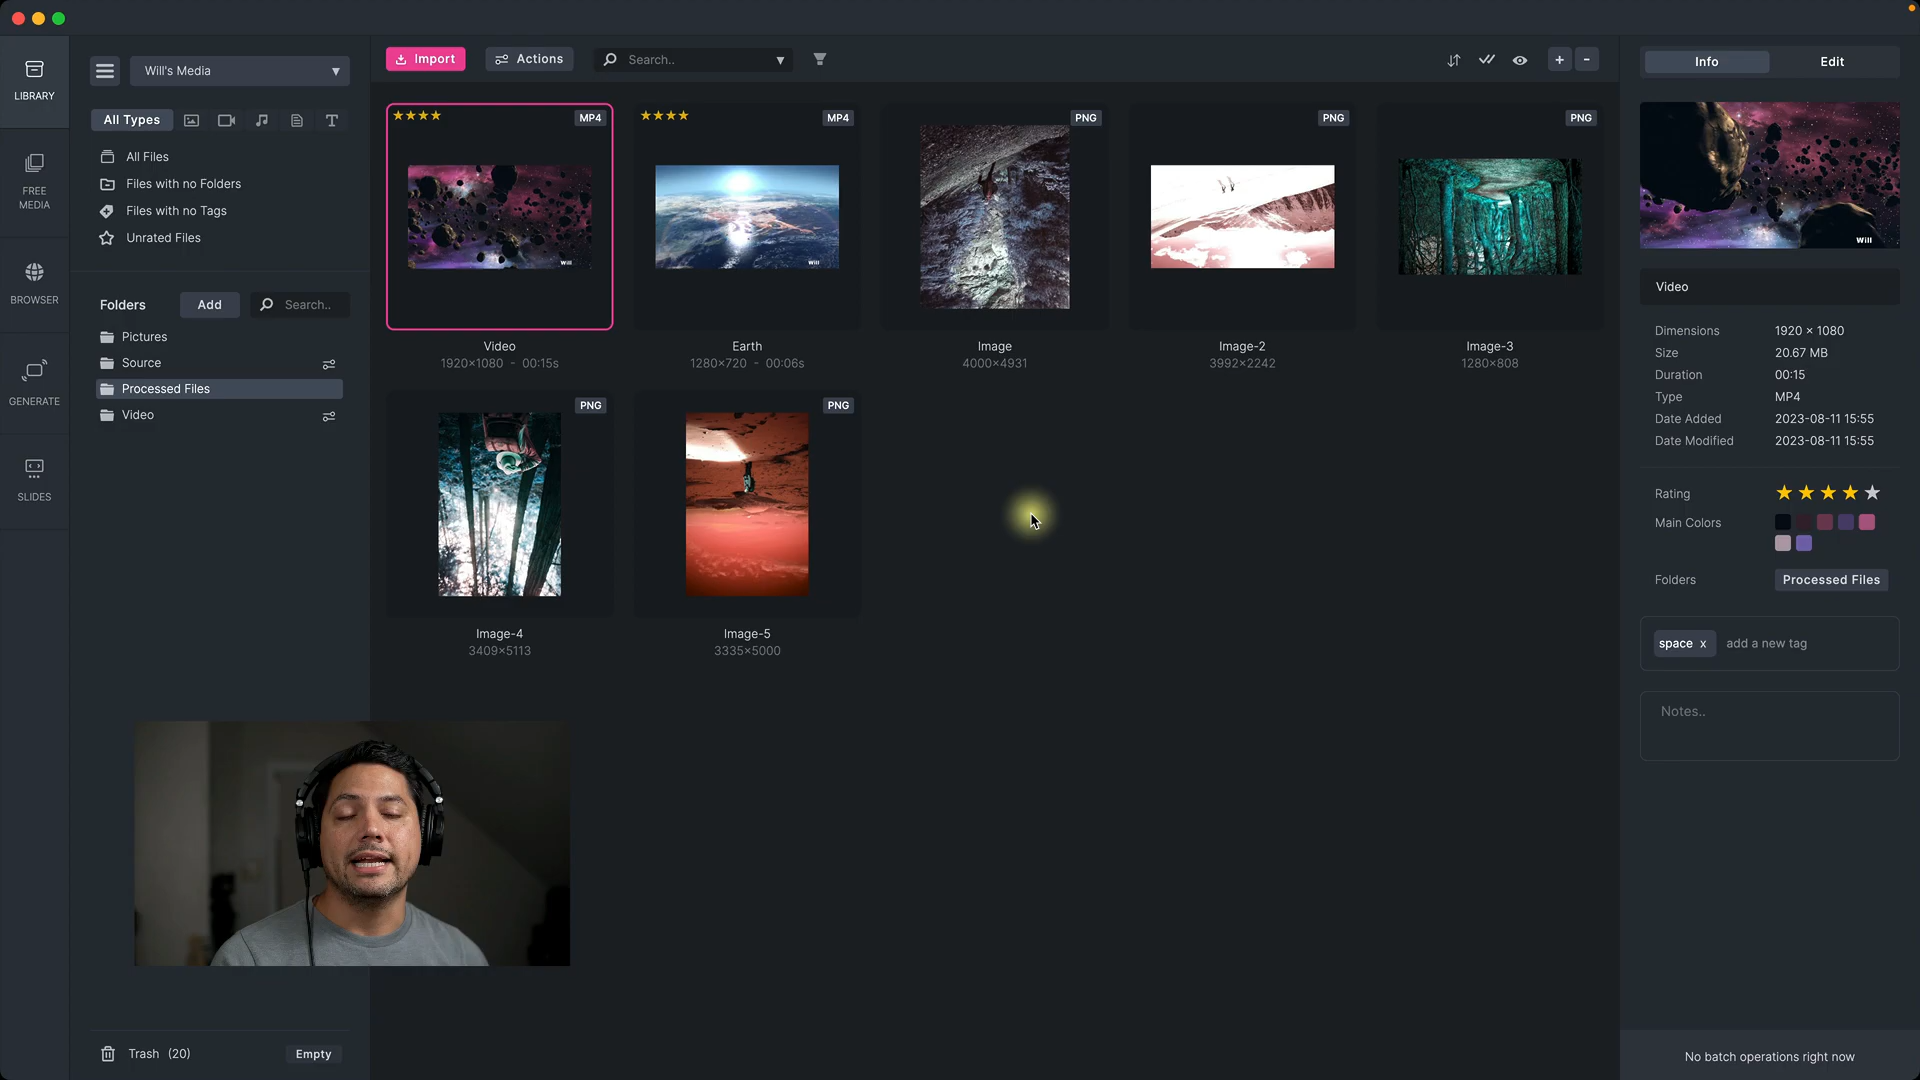 LIBRARY
FREE
MEDIA
BROWSER
GENERATE
SLIDES
Will's Media
All Types
All Files
Files with no Folders
Files with no Tags
Unrated Files
Folders
Add
Search..
Pictures
Source
Processed Files
Video
Trash (20)
Empty
Import
Actions
Search..
MP4
Will
Video
1920×1080 - 00:15s
MP4
Will
Earth
1280×720 - 00:06s
PNG
Image
4000×4931
PNG
Image-2
3992×2242
PNG
Image-3
1280×808
PNG
Image-4
3409×5113
PNG
Image-5
3335×5000
Info
Edit
Will
Video
Dimensions 1920 × 1080
Size 20.67 MB
Duration 00:15
Type MP4
Date Added 2023-08-11 15:55
Date Modified 2023-08-11 15:55
Rating
Main Colors
Folders Processed Files
space x add a new tag
Notes..
No batch operations right now